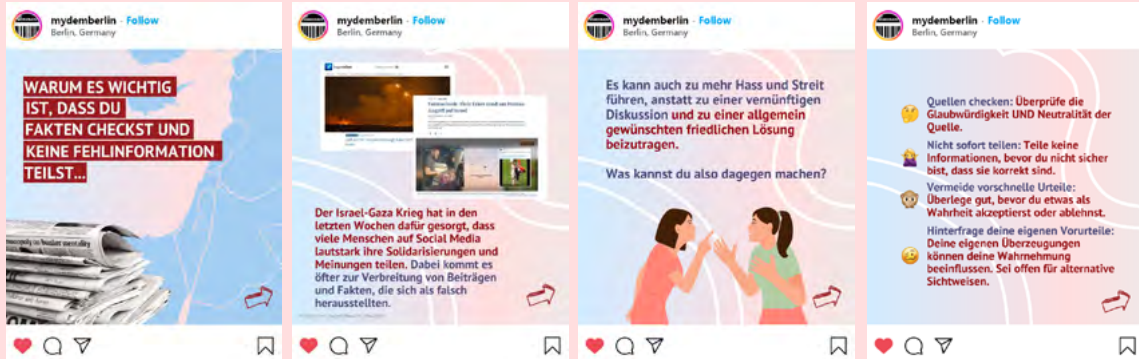 mydemberlin · Follow
Berlin, Germany
WARUM ES WICHTIG
IST, DASS DU
FAKTEN CHECKST UND
KEINE FEHLINFORMATION
TEILST...
mydemberlin · Follow
Berlin, Germany
Der Israel-Gaza Krieg hat in den
letzten Wochen dafür gesorgt, dass
viele Menschen auf Social Media
lautstark ihre Solidarisierungen und
Meinungen teilen. Dabei kommt es
öfter zur Verbreitung von Beiträgen
und Fakten, die sich als falsch
herausstellten.
mydemberlin · Follow
Berlin, Germany
Es kann auch zu mehr Hass und Streit
führen, anstatt zu einer vernünftigen
Diskussion und zu einer allgemein
gewünschten friedlichen Lösung
beizutragen.
Was kannst du also dagegen machen?
mydemberlin · Follow
Berlin, Germany
Quellen checken: Überprüfe die
Glaubwürdigkeit UND Neutralität der
Quelle.
Nicht sofort teilen: Teile keine
Informationen, bevor du nicht sicher
bist, dass sie korrekt sind.
Vermeide vorschnelle Urteile:
Überlege gut, bevor du etwas als
Wahrheit akzeptierst oder ablehnst.
Hinterfrage deine eigenen Vorurteile:
Deine eigenen Überzeugungen
können deine Wahrnehmung
beeinflussen. Sei offen für alternative
Sichtweisen.